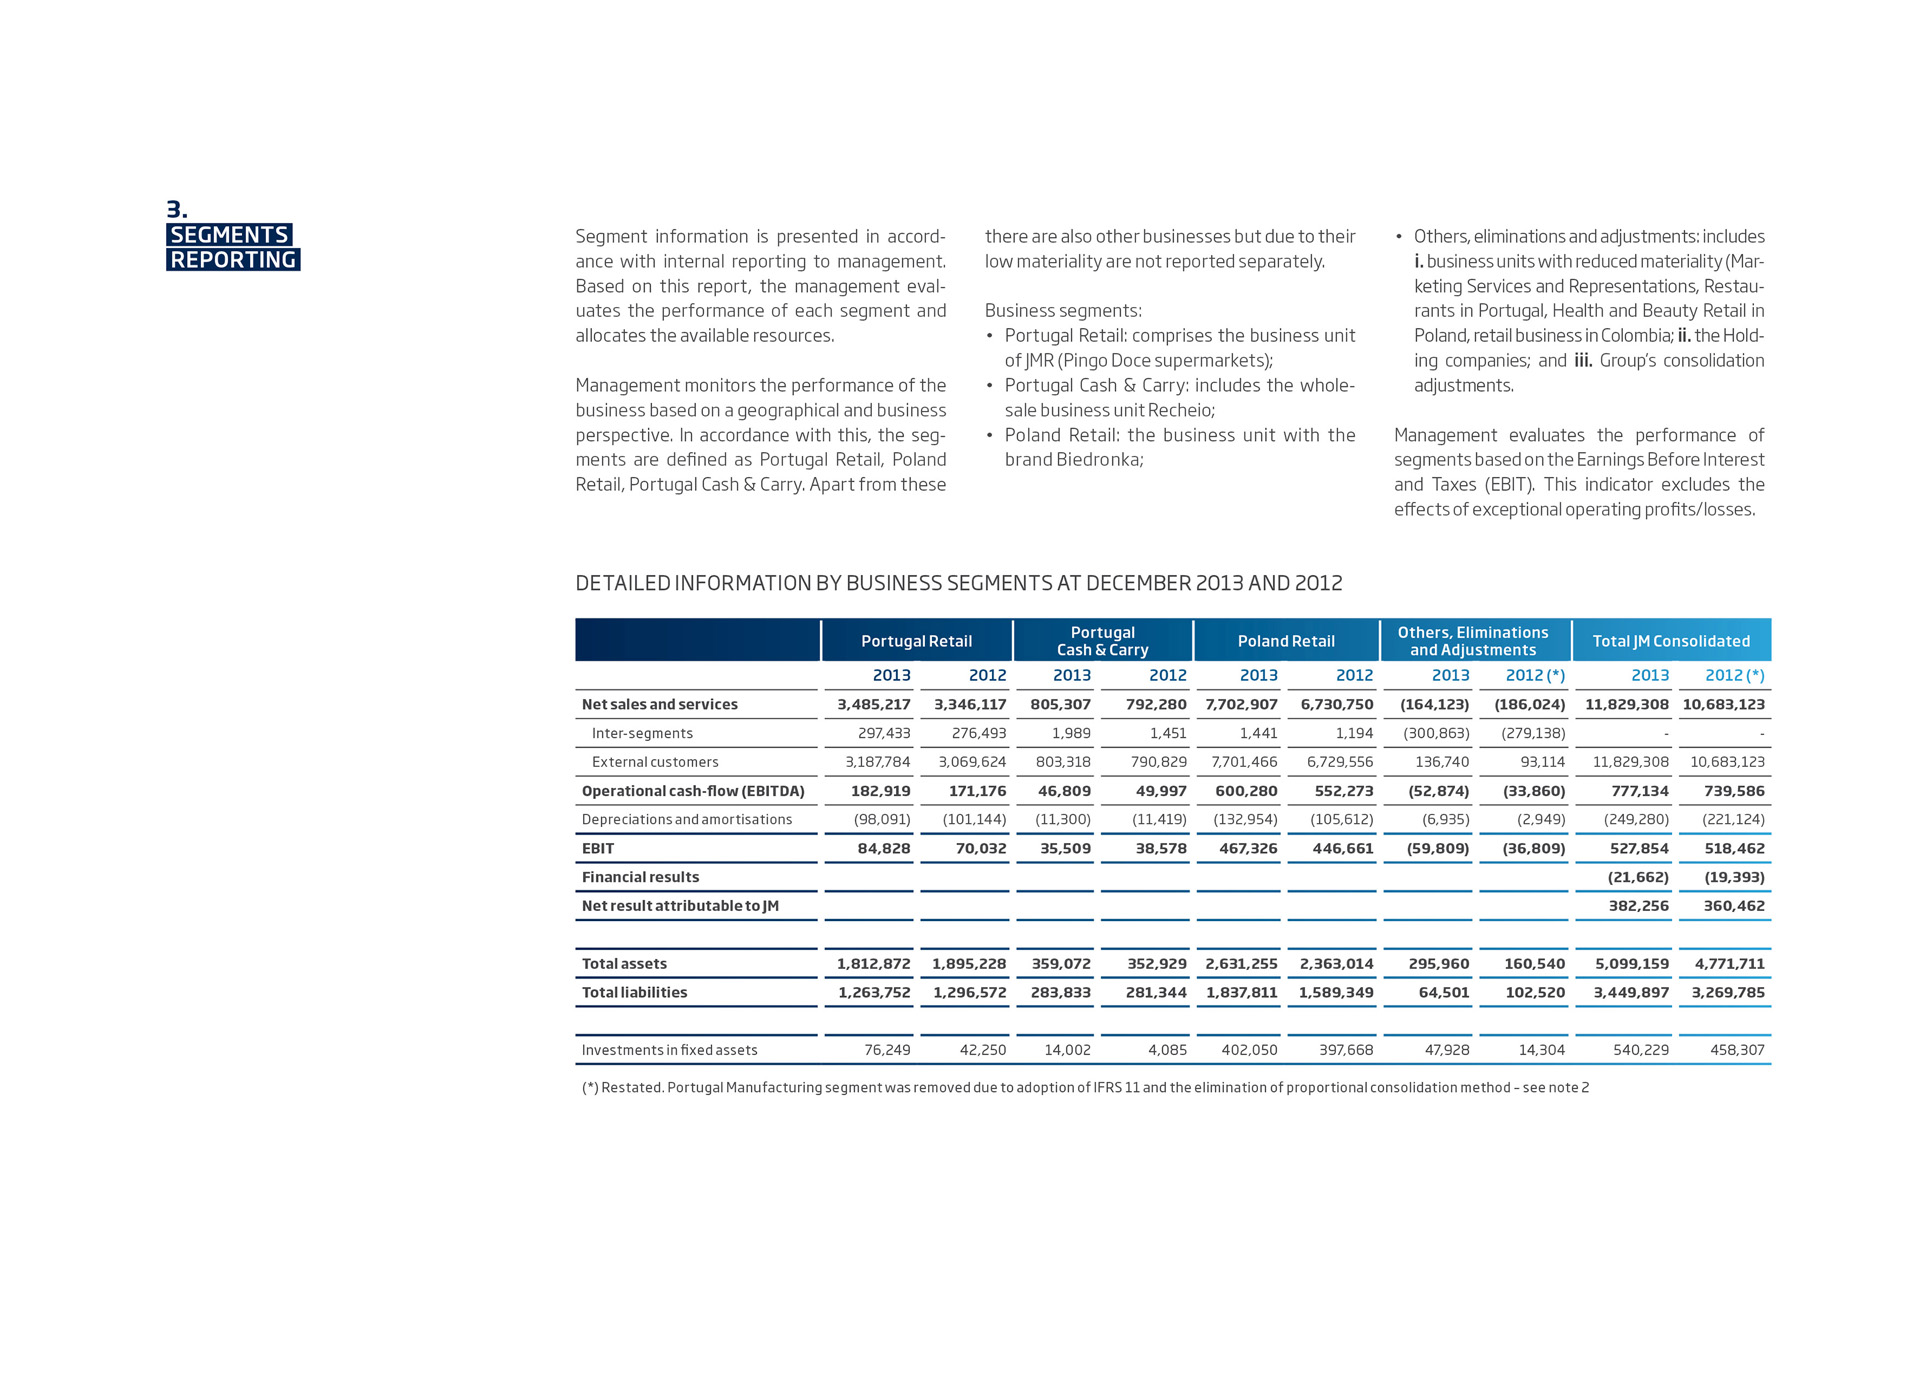 3.
SEGMENTS
REPORTING
Segment information is presented in accord-
ance with internal reporting to management.
Based on this report, the management eval-
uates the performance of each segment and
allocates the available resources.
Management monitors the performance of the
business based on a geographical and business
perspective. In accordance with this, the seg-
ments are defined as Portugal Retail, Poland
Retail, Portugal Cash & Carry. Apart from these
there are also other businesses but due to their
low materiality are not reported separately.
Business segments:
• Portugal Retail: comprises the business unit
of JMR (Pingo Doce supermarkets);
• Portugal Cash & Carry: includes the whole-
sale business unit Recheio;
• Poland Retail: the business unit with the
brand Biedronka;
• Others, eliminations and adjustments: includes
i. business units with reduced materiality (Mar-
keting Services and Representations, Restau-
rants in Portugal, Health and Beauty Retail in
Poland, retail business in Colombia; ii. the Hold-
ing companies; and iii. Group's consolidation
adjustments.
Management evaluates the performance of
segments based on the Earnings Before Interest
and Taxes (EBIT). This indicator excludes the
effects of exceptional operating profits/losses.
DETAILED INFORMATION BY BUSINESS SEGMENTS AT DECEMBER 2013 AND 2012
Portugal Retail Portugal Cash & Carry Poland Retail Others, Eliminations and Adjustments Total JM Consolidated
2013 2012 2013 2012 2013 2012 2013 2012 (*) 2013 2012 (*)
Net sales and services 3,485,217 3,346,117 805,307 792,280 7,702,907 6,730,750 (164,123) (186,024) 11,829,308 10,683,123
Inter-segments 297,433 276,493 1,989 1,451 1,441 1,194 (300,863) (279,138) - -
External customers 3,187,784 3,069,624 803,318 790,829 7,701,466 6,729,556 136,740 93,114 11,829,308 10,683,123
Operational cash-flow (EBITDA) 182,919 171,176 46,809 49,997 600,280 552,273 (52,874) (33,860) 777,134 739,586
Depreciations and amortisations (98,091) (101,144) (11,300) (11,419) (132,954) (105,612) (6,935) (2,949) (249,280) (221,124)
EBIT 84,828 70,032 35,509 38,578 467,326 446,661 (59,809) (36,809) 527,854 518,462
Financial results (21,662) (19,393)
Net result attributable to JM 382,256 360,462
Total assets 1,812,872 1,895,228 359,072 352,929 2,631,255 2,363,014 295,960 160,540 5,099,159 4,771,711
Total liabilities 1,263,752 1,296,572 283,833 281,344 1,837,811 1,589,349 64,501 102,520 3,449,897 3,269,785
Investments in fixed assets 76,249 42,250 14,002 4,085 402,050 397,668 47,928 14,304 540,229 458,307
(*) Restated. Portugal Manufacturing segment was removed due to adoption of IFRS 11 and the elimination of proportional consolidation method – see note 2